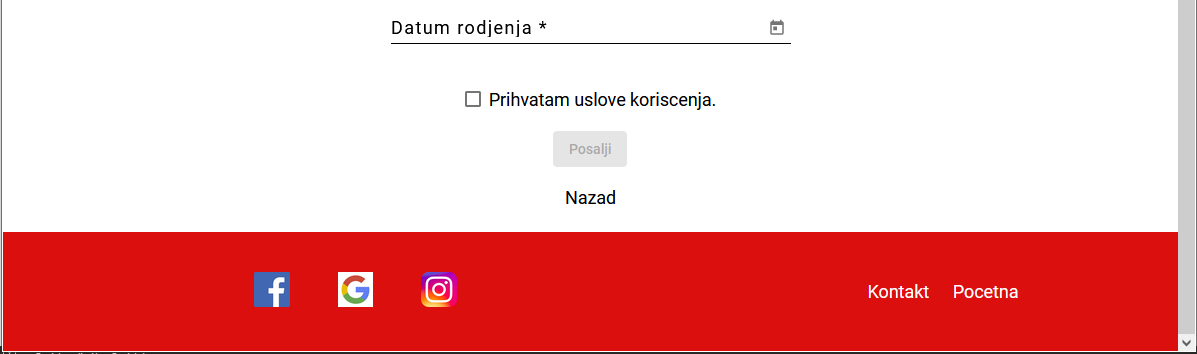 Datum rodjenja *
Prihvatam uslove koriscenja.
Posalji
Nazad
Kontakt Pocetna